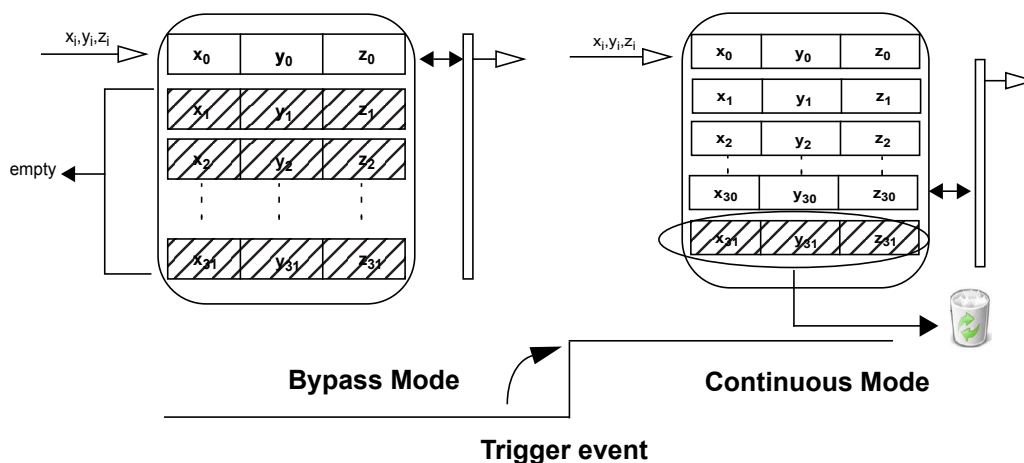 xi,yi,zi
x0 y0 z0
x1 y1 z1
x2 y2 z2
x31 y31 z31
empty
xi,yi,zi
x0 y0 z0
x1 y1 z1
x2 y2 z2
x30 y30 z30
x31 y31 z31
Bypass Mode
Continuous Mode
Trigger event